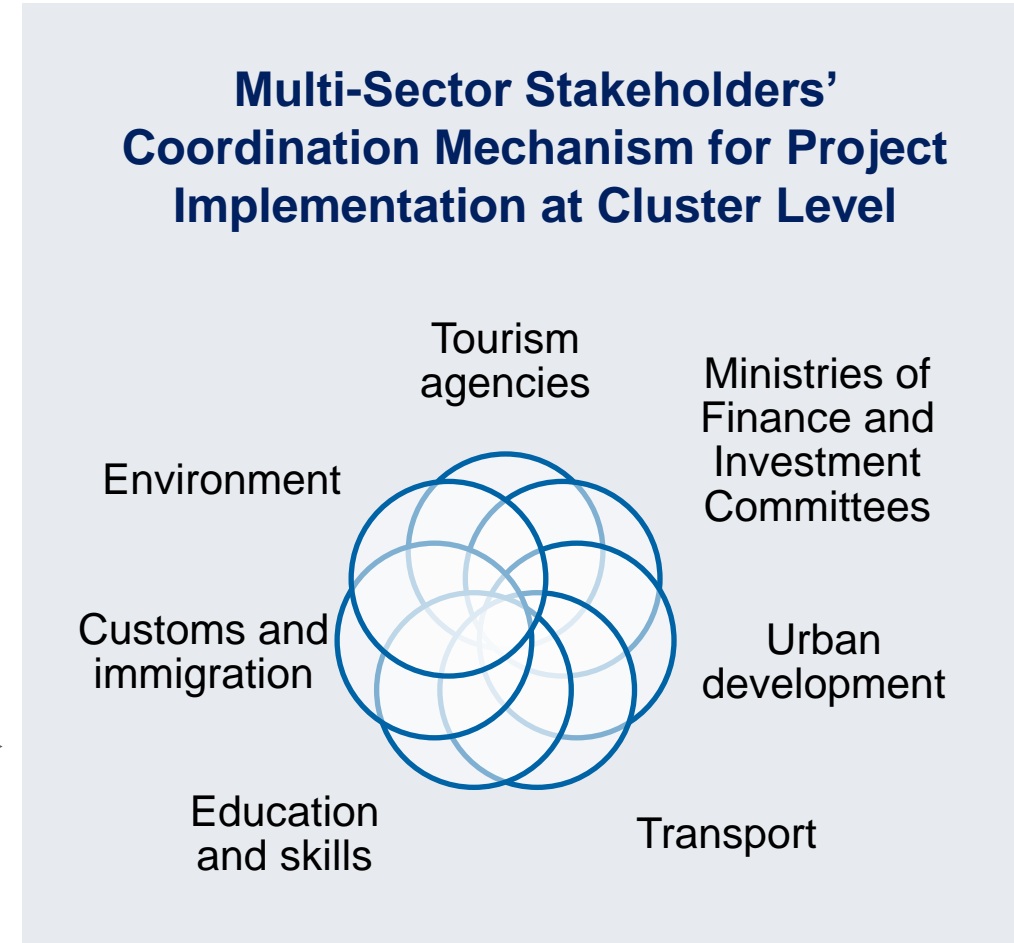 Multi-Sector Stakeholders’
Coordination Mechanism for Project
Implementation at Cluster Level
Tourism
agencies
Ministries of
Finance and
Investment
Committees
Urban
development
Transport
Education
and skills
Customs and
immigration
Environment